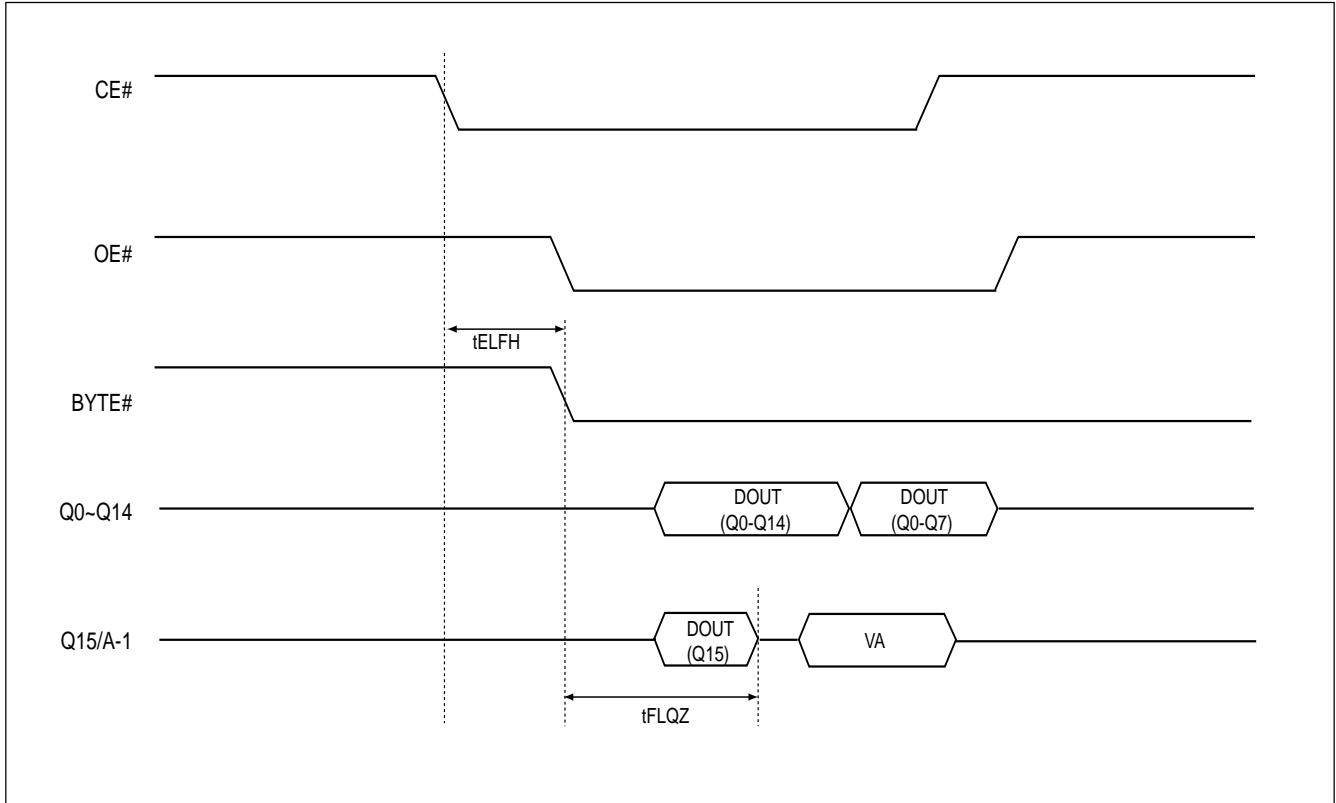 CE#
OE#
tELFH
BYTE#
Q0~Q14
DOUT
(Q0-Q14)
DOUT
(Q0-Q7)
Q15/A-1
DOUT
(Q15)
VA
tFLQZ